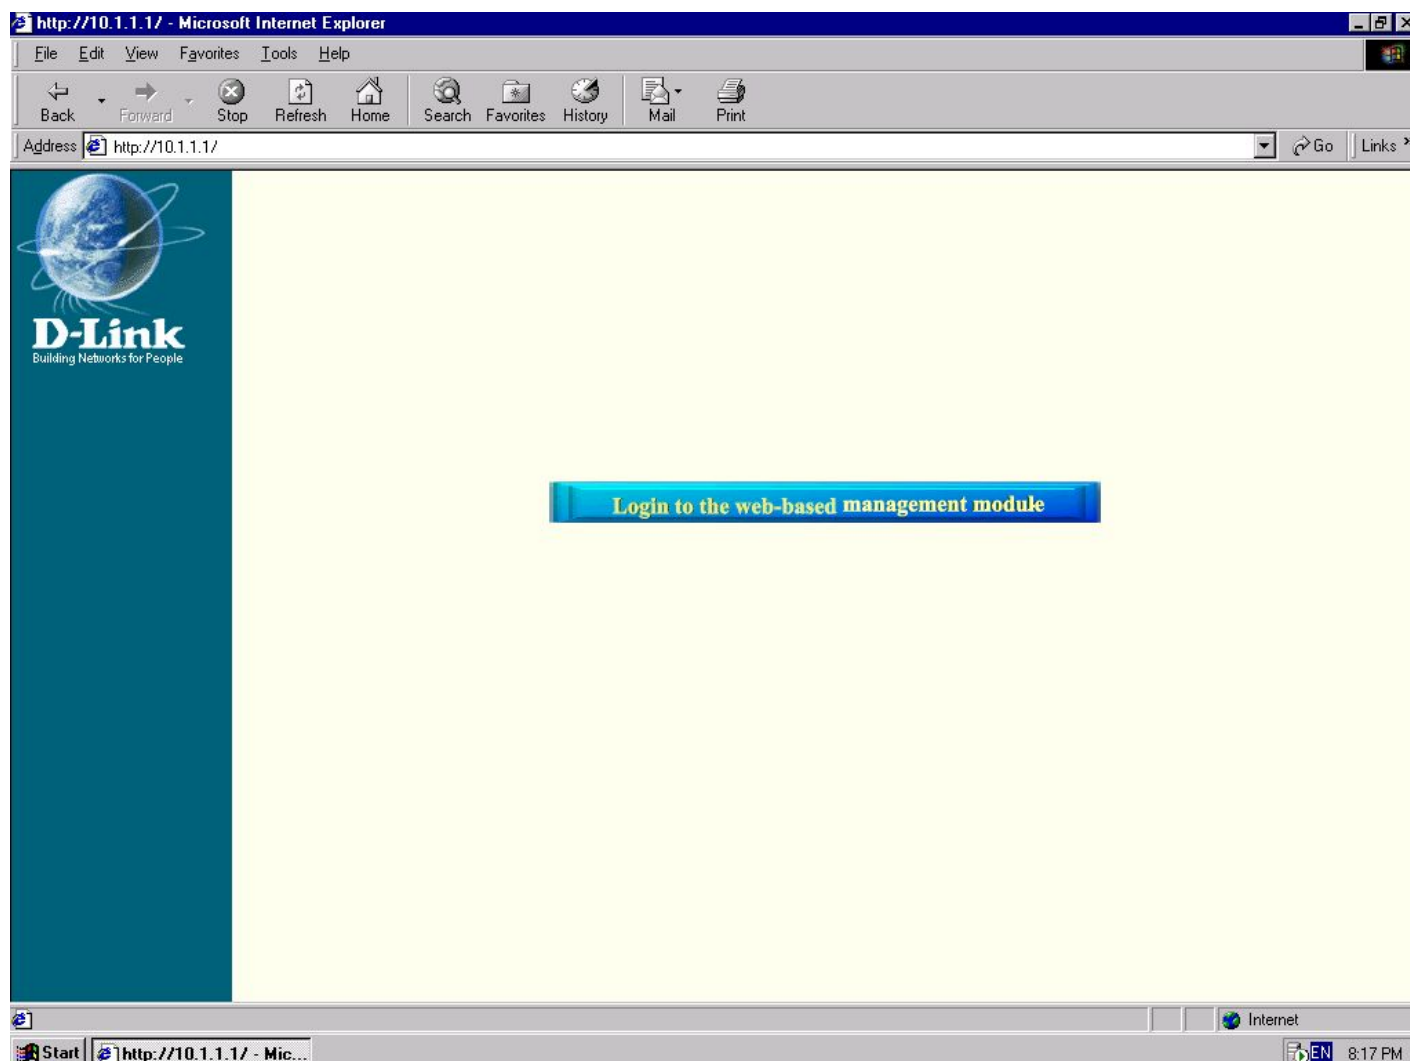 http://10.1.1.1/ - Microsoft Internet Explorer
File Edit View Favorites Tools Help
Back Forward Stop Refresh Home Search Favorites History Mail Print
Address http://10.1.1.1/ Go Links
D-Link
Building Networks for People
Login to the web-based management module
Internet
Start http://10.1.1.1/ - Mic... EN 8:17 PM